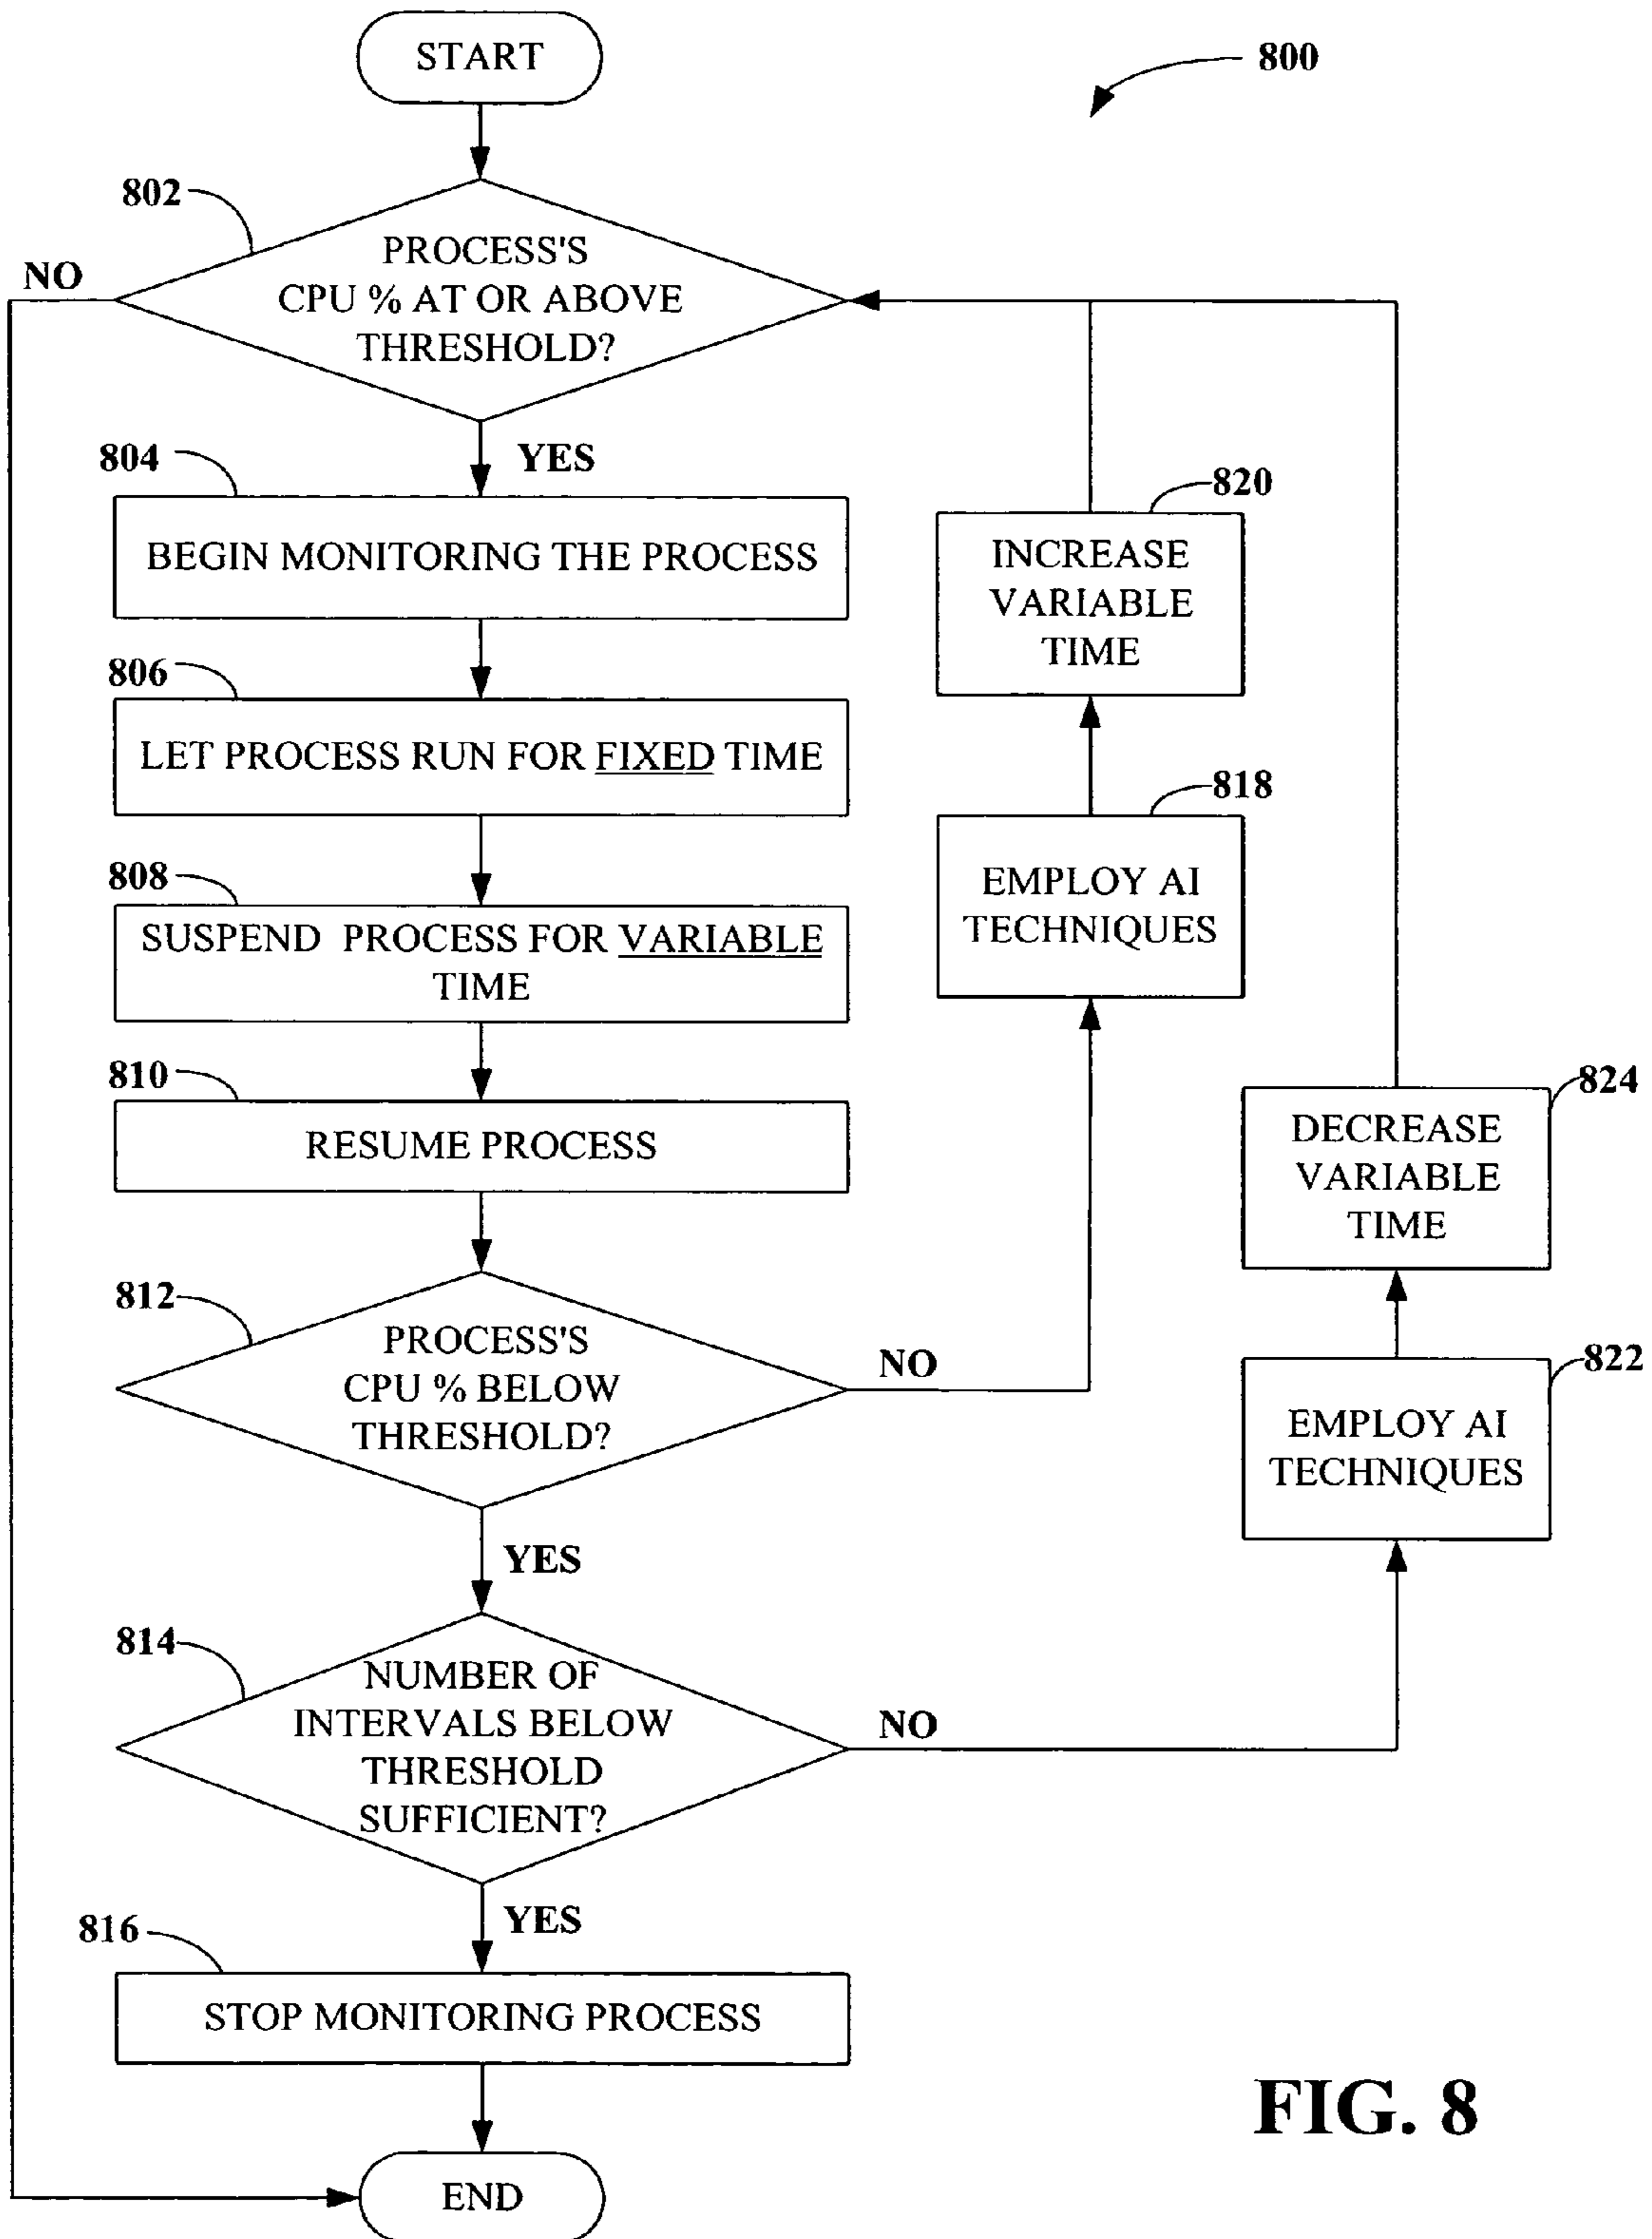 START
800
802
PROCESS'S
CPU % AT OR ABOVE
THRESHOLD?
NO
YES
804
BEGIN MONITORING THE PROCESS
806
LET PROCESS RUN FOR FIXED TIME
808
SUSPEND PROCESS FOR VARIABLE
TIME
810
RESUME PROCESS
812
PROCESS'S
CPU % BELOW
THRESHOLD?
NO
YES
814
NUMBER OF
INTERVALS BELOW
THRESHOLD
SUFFICIENT?
NO
YES
816
STOP MONITORING PROCESS
END
820
INCREASE
VARIABLE
TIME
818
EMPLOY AI
TECHNIQUES
824
DECREASE
VARIABLE
TIME
822
EMPLOY AI
TECHNIQUES
FIG. 8